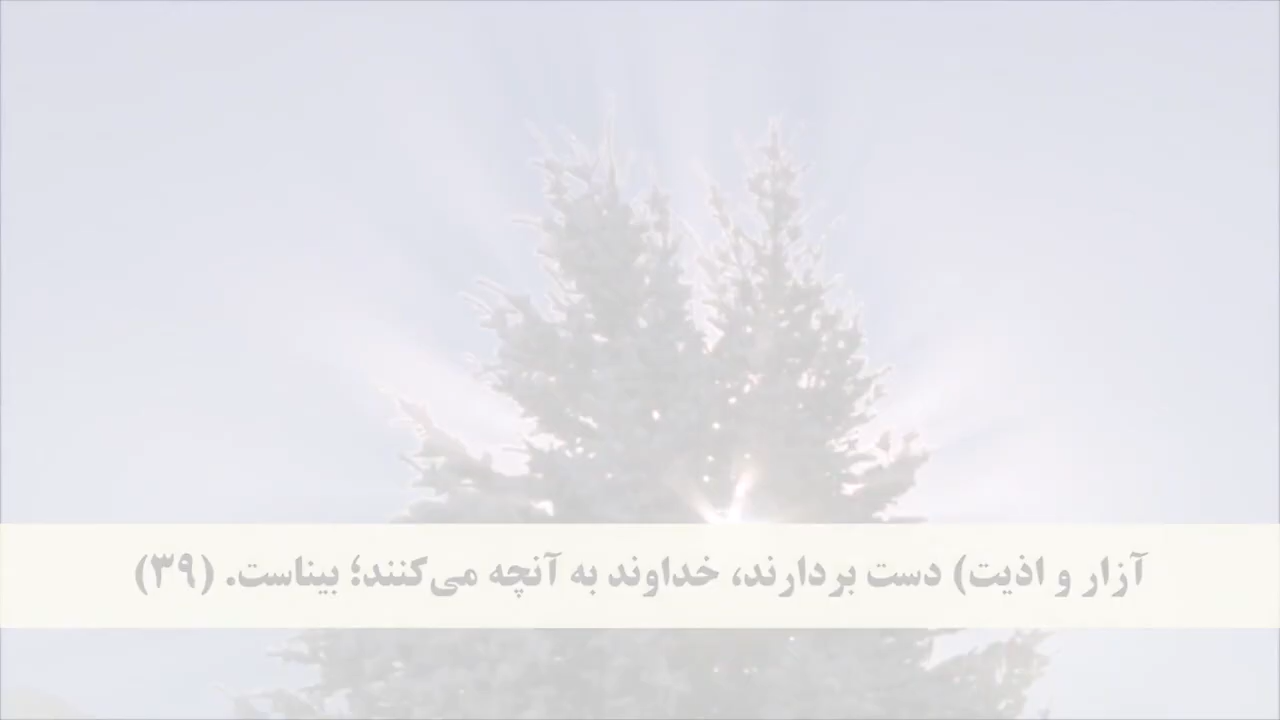 آزار و اذیت) دست بردارند، خداوند به آنچه می‌کنند؛ بیناست. (۳۹)